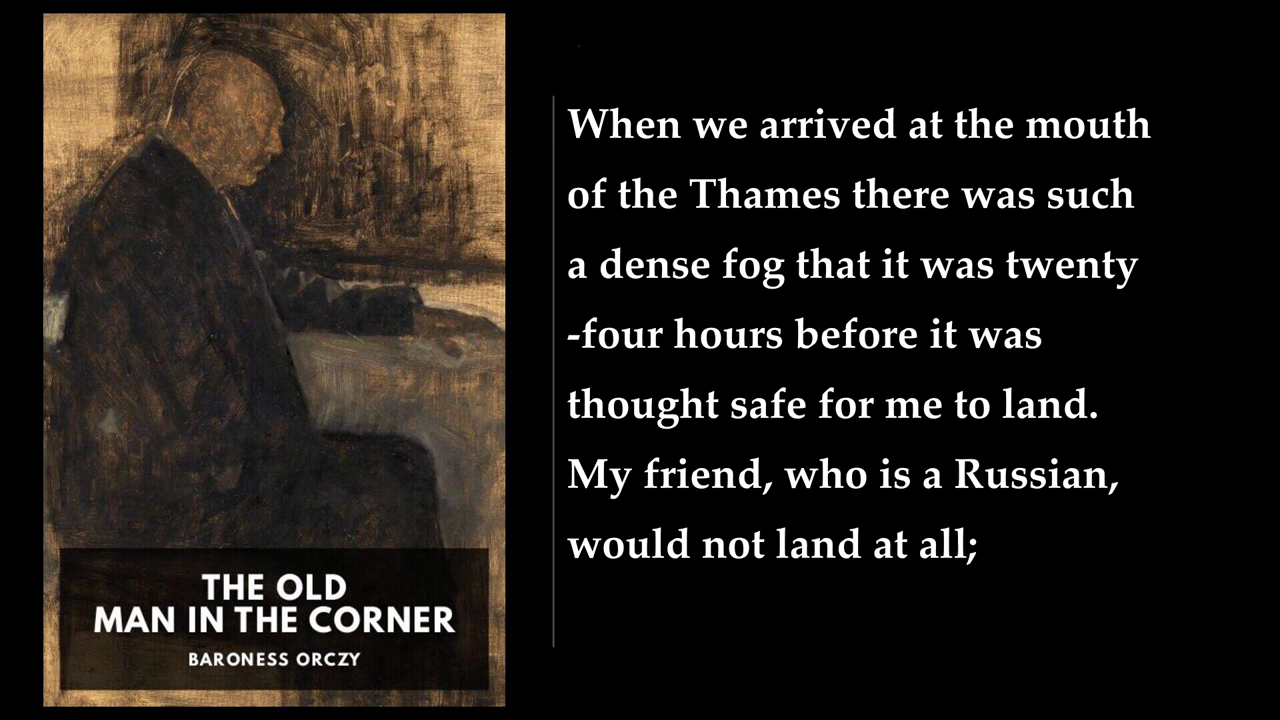 When we arrived at the mouth
of the Thames there was such
a dense fog that it was twenty
-four hours before it was
thought safe for me to land.
My friend, who is a Russian,
would not land at all;
THE OLD
MAN IN THE CORNER
BARONESS ORCZY